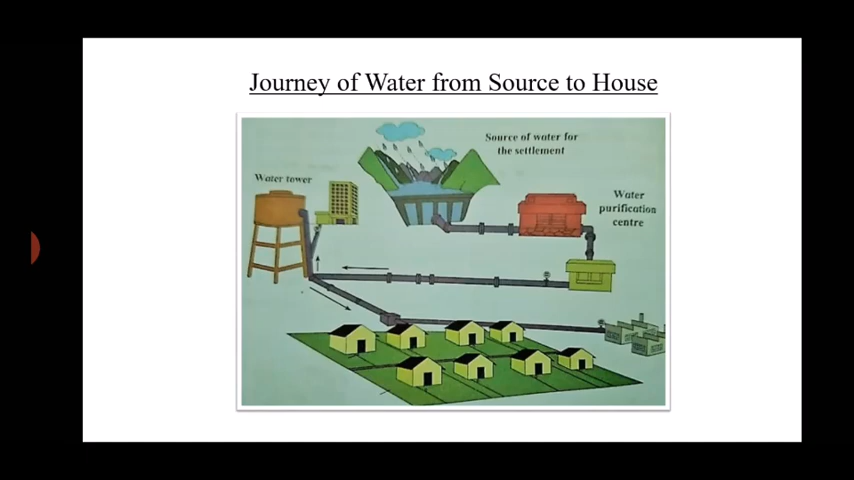 Journey of Water from Source to House
Source of water for
the settlement
Water tower
Water
purification
centre